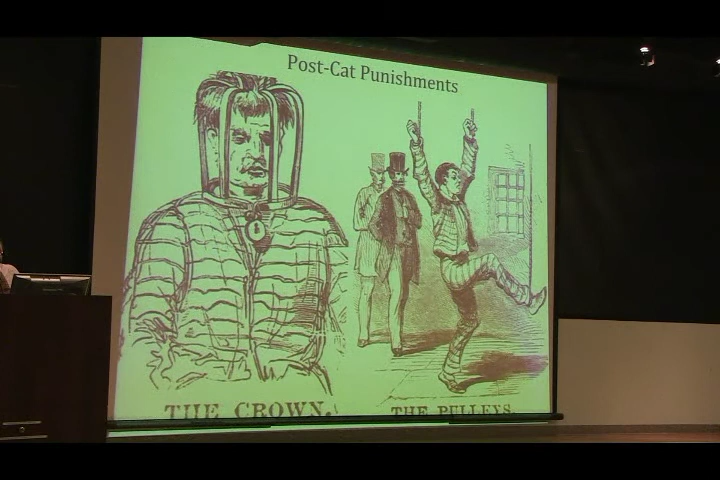 Post-Cat Punishments
THE CROWN.
THE PULLEYS.